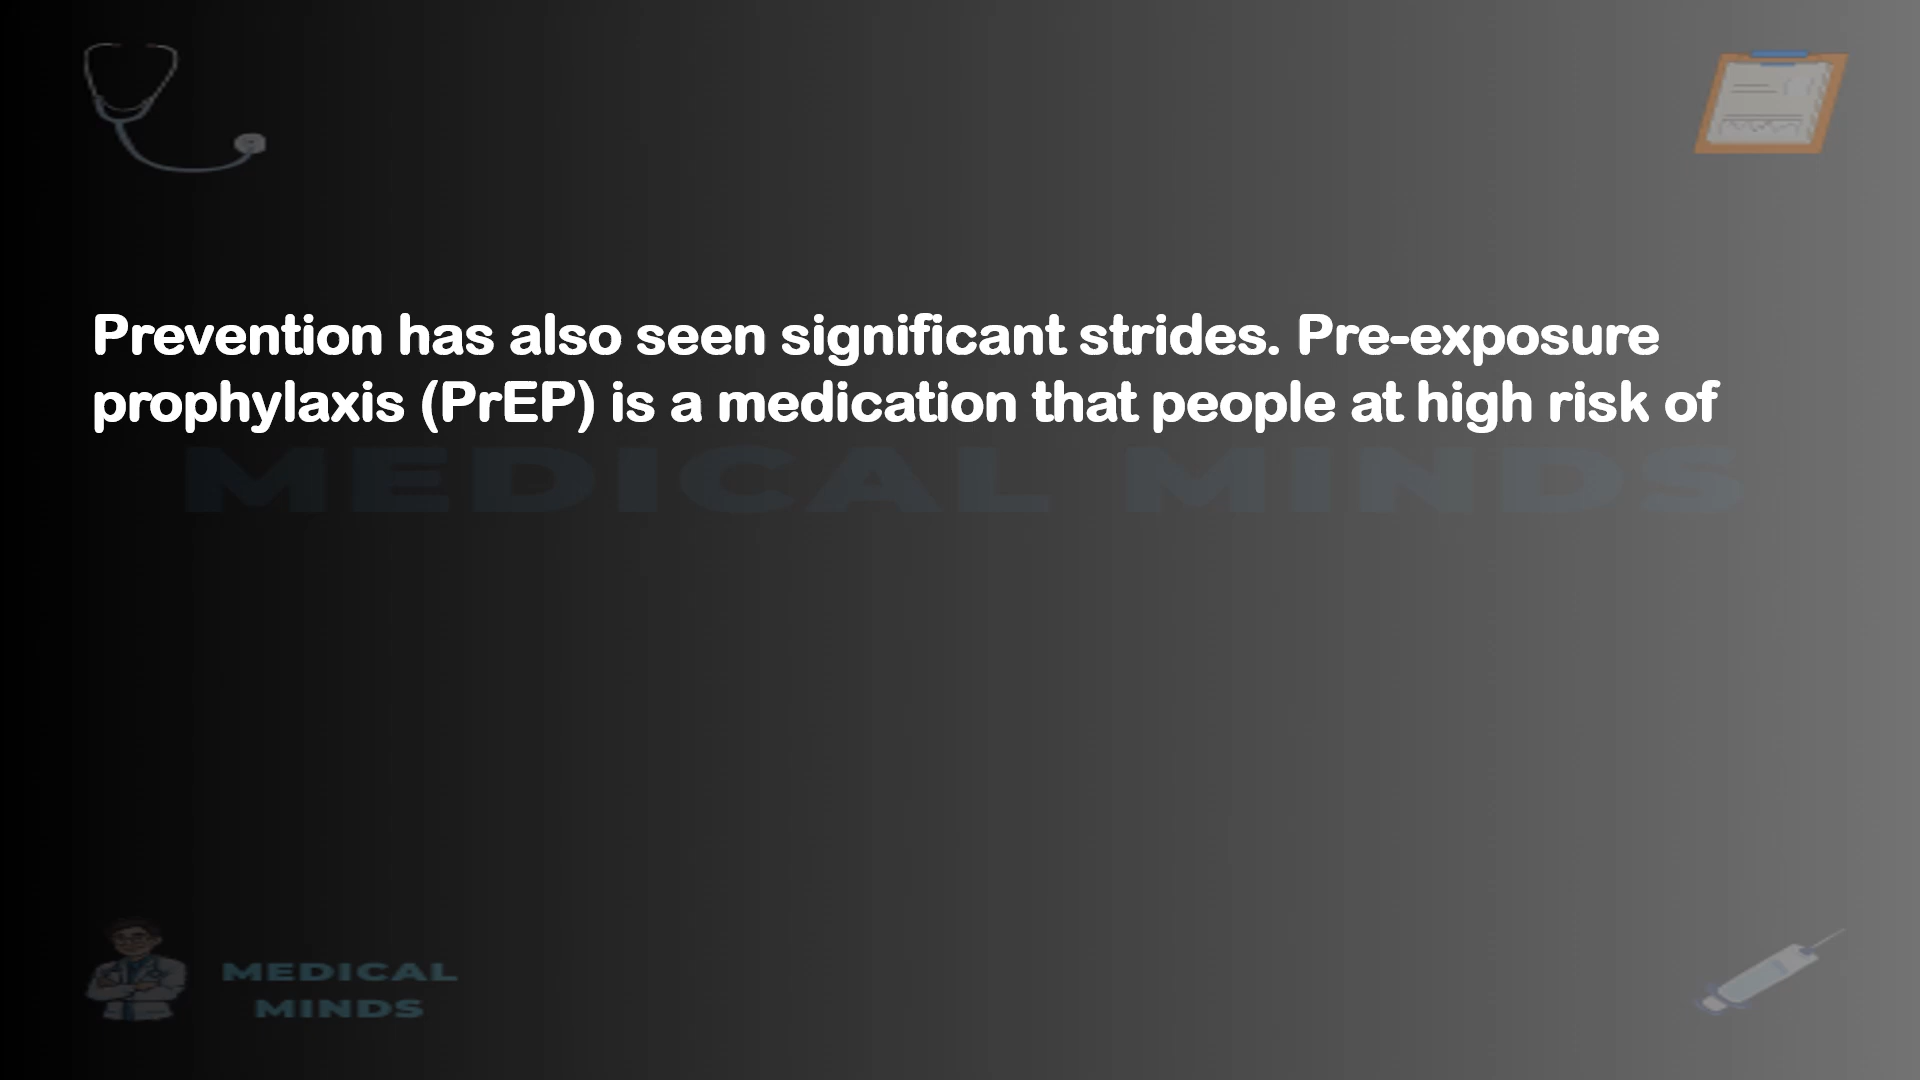 Prevention has also seen significant strides. Pre-exposure
prophylaxis (PrEP) is a medication that people at high risk of
MEDICAL MINDS
MEDICAL
MINDS